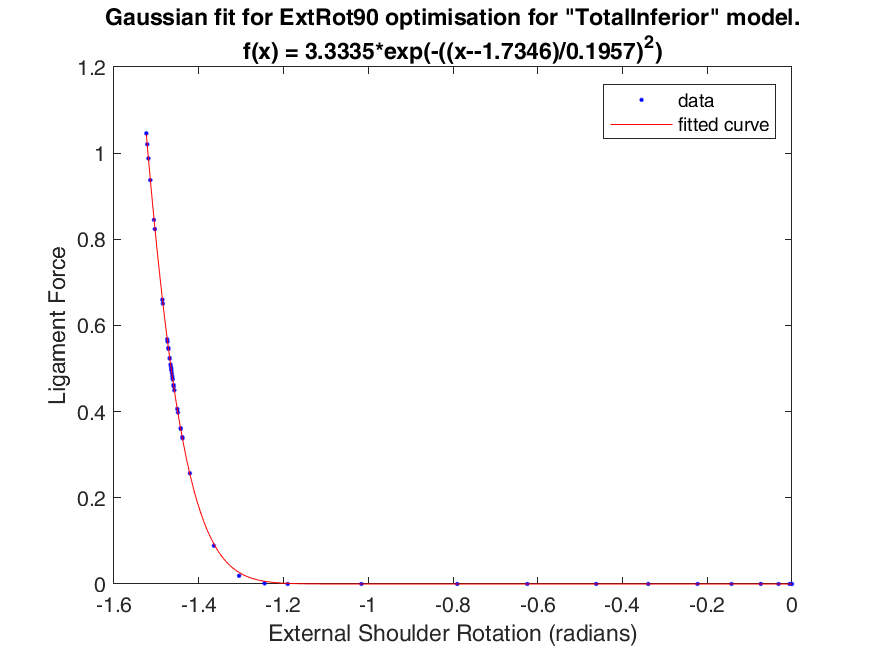 Gaussian fit for ExtRot90 optimisation for "TotalInferior" model.
f(x) = 3.3335*exp(-((x--1.7346)/0.1957)²)
1.2
data
fitted curve
1
0.8
0.6
0.4
0.2
0
Ligament Force
-1.6 -1.4 -1.2 -1 -0.8 -0.6 -0.4 -0.2 0
External Shoulder Rotation (radians)